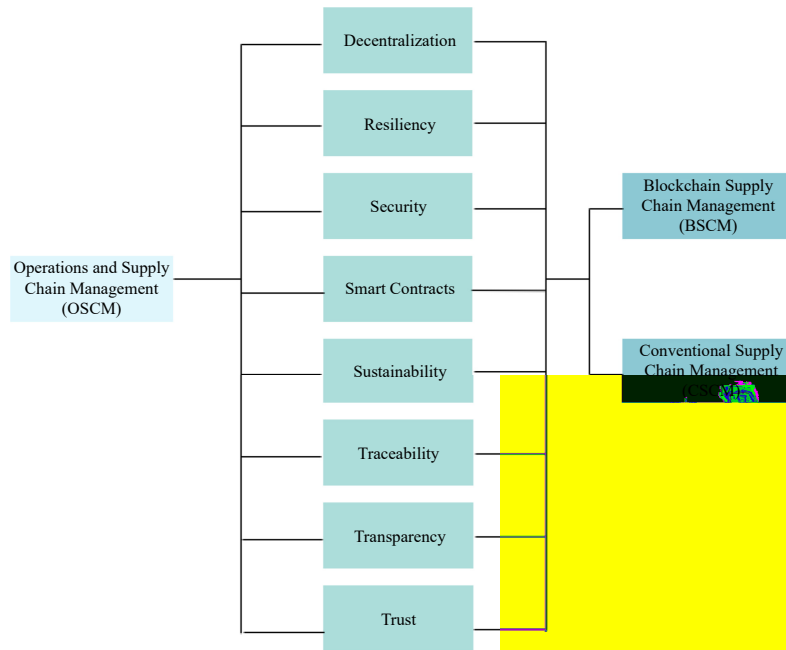 Decentralization
Resiliency
Security
Smart Contracts
Sustainability
Traceability
Transparency
Trust
Operations and Supply
Chain Management
(OSCM)
Blockchain Supply
Chain Management
(BSCM)
Conventional Supply
Chain Management